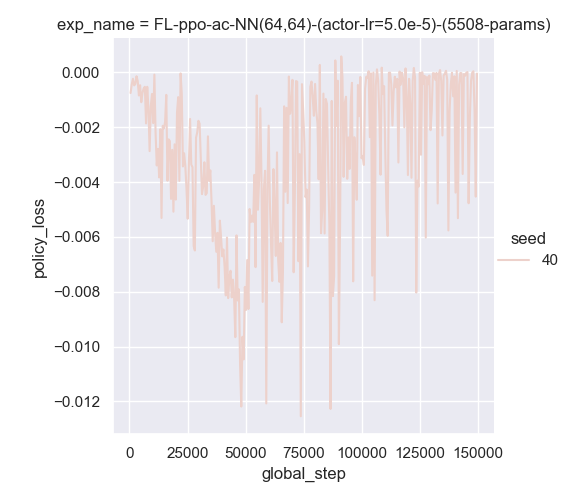 exp_name = FL-ppo-ac-NN(64,64)-(actor-lr=5.0e-5)-(5508-params)
0.000
−0.002
−0.004
−0.006
−0.008
−0.010
−0.012
policy_loss
0 25000 50000 75000 100000 125000 150000
global_step
seed
40